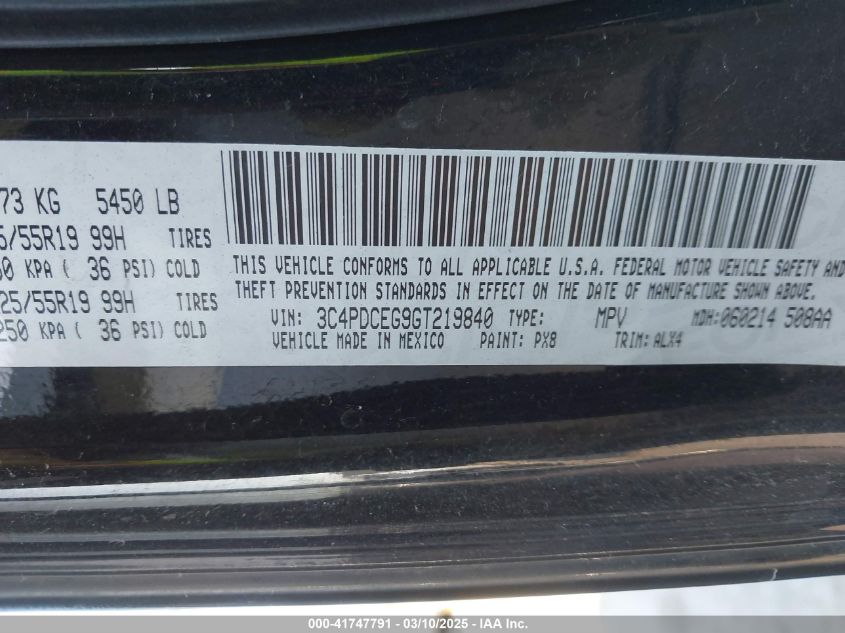 73 KG 5450 LB
5/55R19 99H TIRES
50 KPA ( 36 PSI) COLD
25/55R19 99H TIRES
250 KPA ( 36 PSI) COLD
THIS VEHICLE CONFORMS TO ALL APPLICABLE U.S.A. FEDERAL MOTOR VEHICLE SAFETY AND
THEFT PREVENTION STANDARDS IN EFFECT ON THE DATE OF MANUFACTURE SHOWN ABOVE.
VIN: 3C4PDCEG9GT219840 TYPE: MPV MDH:060214 508AA
VEHICLE MADE IN MEXICO PAINT: PX8 TRIM: ALX4
000-41747791 - 03/10/2025 - IAA Inc.